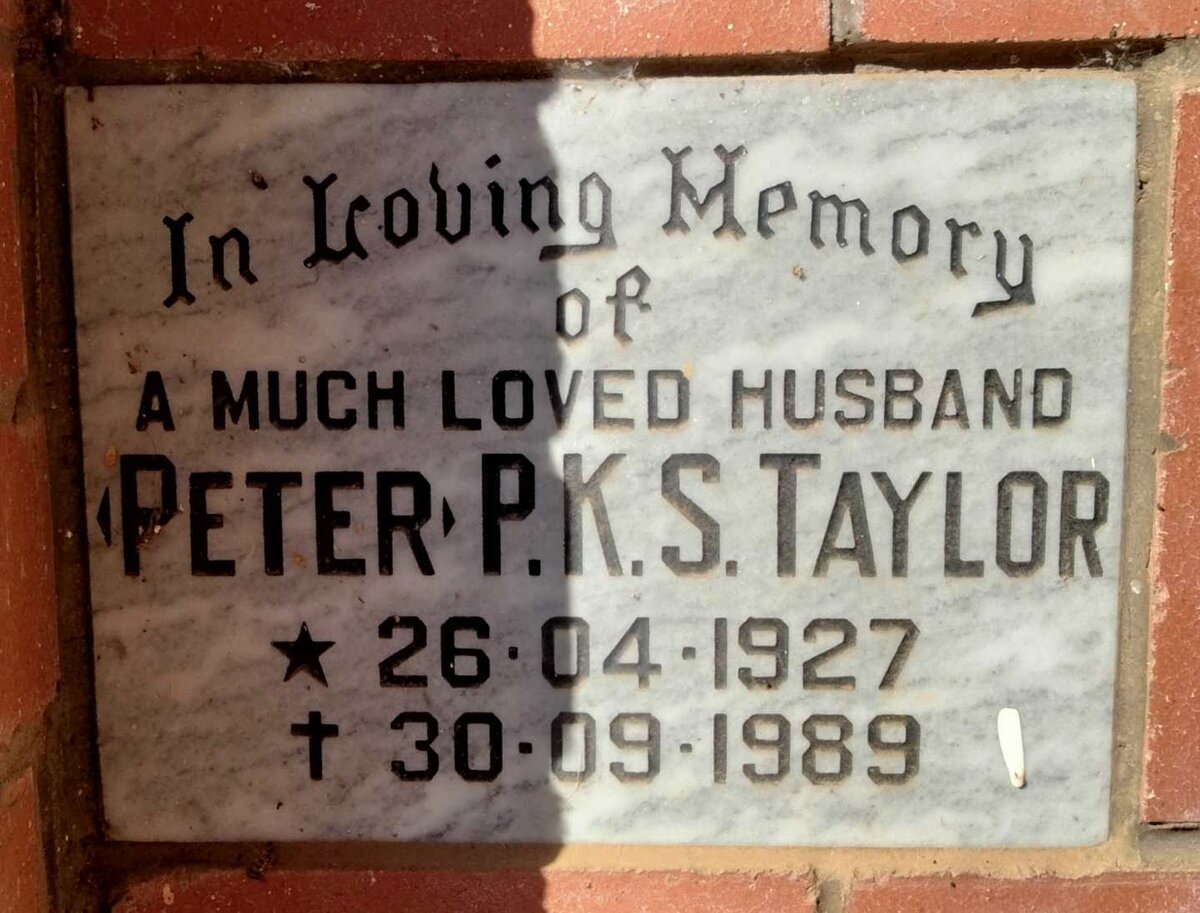 In Loving Memory
of
A MUCH LOVED HUSBAND
‹PETER› P.K.S. TAYLOR
★ 26·04·1927
✝ 30·09·1989